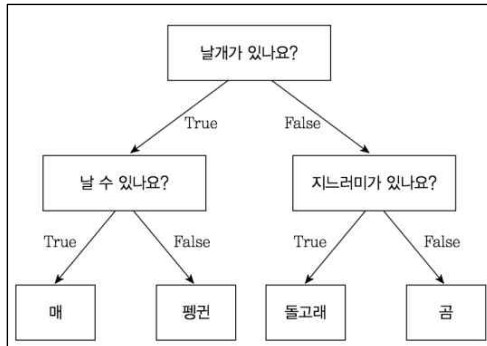 날개가 있나요?
True
False
날 수 있나요?
지느러미가 있나요?
True
False
True
False
매
펭귄
돌고래
곰